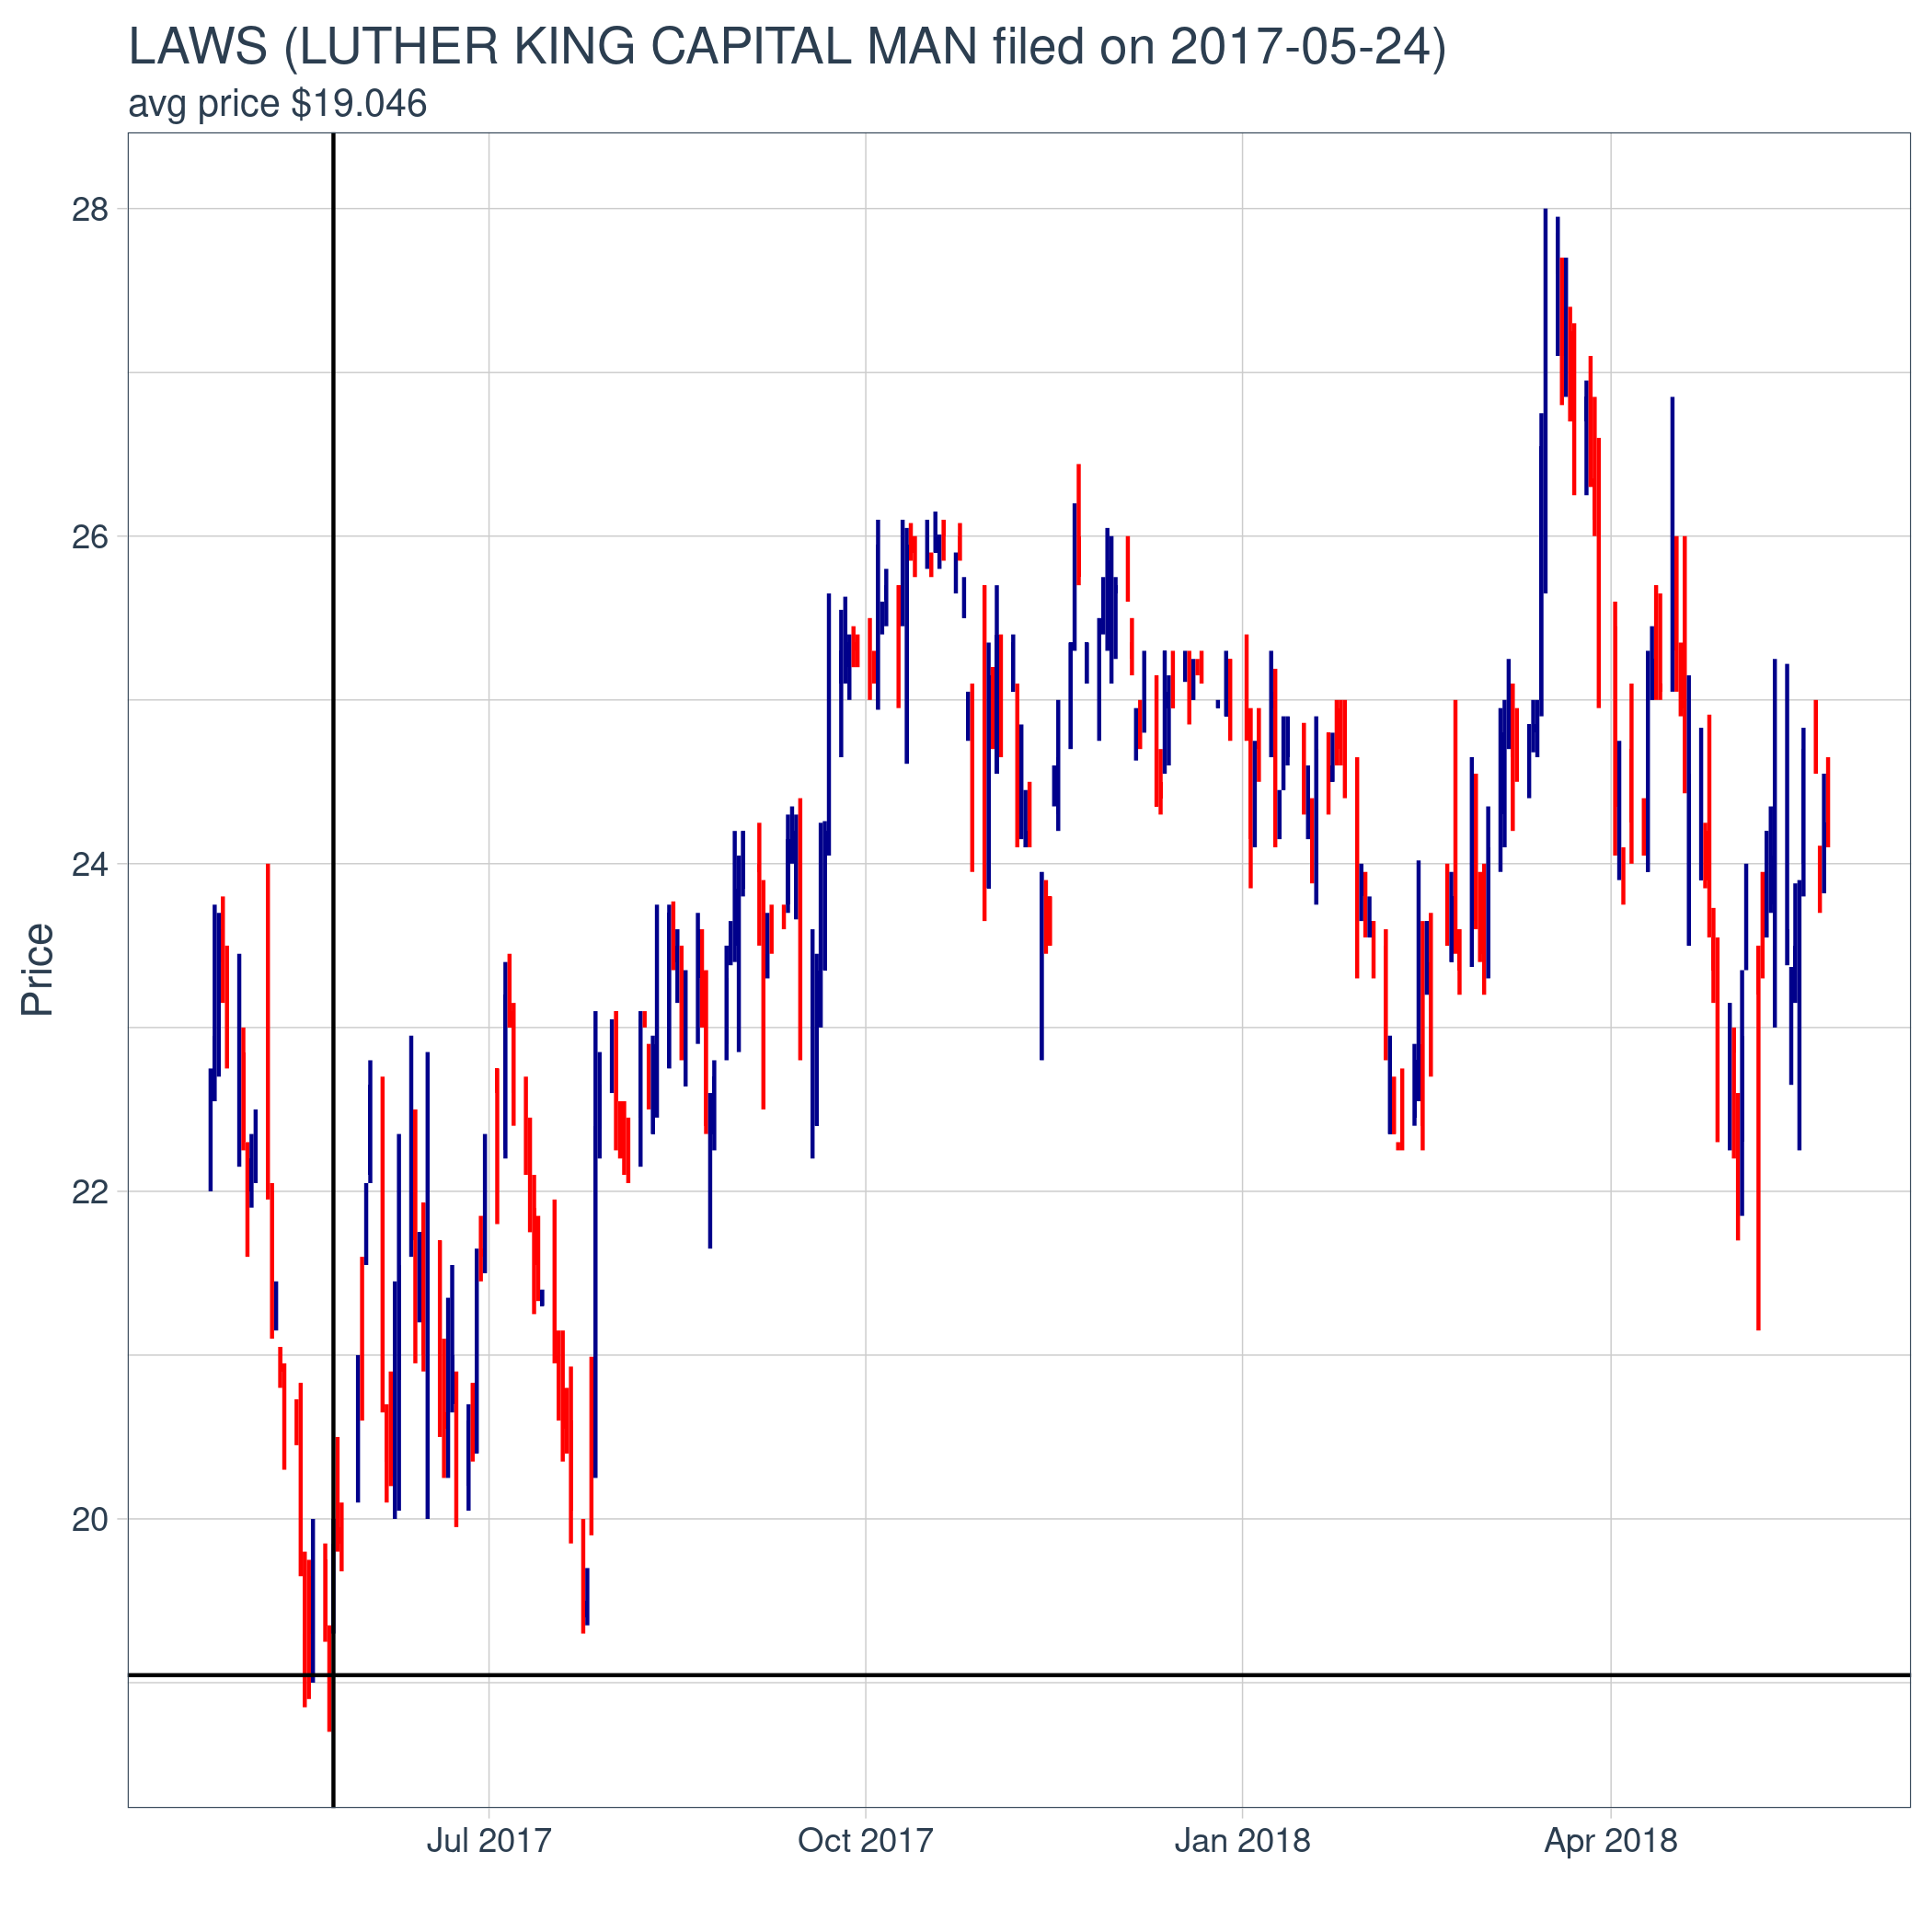 LAWS (LUTHER KING CAPITAL MAN filed on 2017-05-24)
avg price $19.046
28
26
24
22
20
Price
Jul 2017
Oct 2017
Jan 2018
Apr 2018